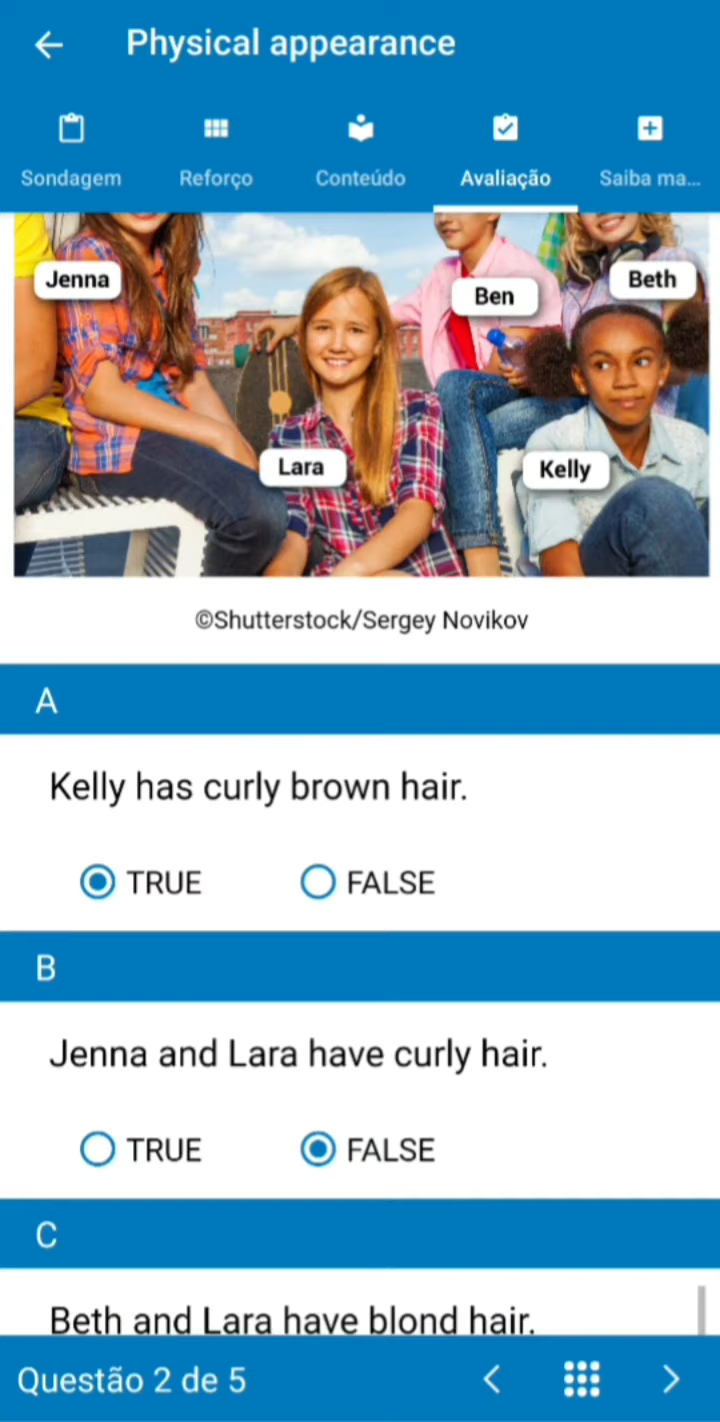 Physical appearance
Sondagem
Reforço
Conteúdo
Avaliação
Saiba ma...
Jenna
Ben
Beth
Lara
Kelly
©Shutterstock/Sergey Novikov
A
Kelly has curly brown hair.
TRUE FALSE
B
Jenna and Lara have curly hair.
TRUE FALSE
C
Beth and Lara have blond hair.
Questão 2 de 5